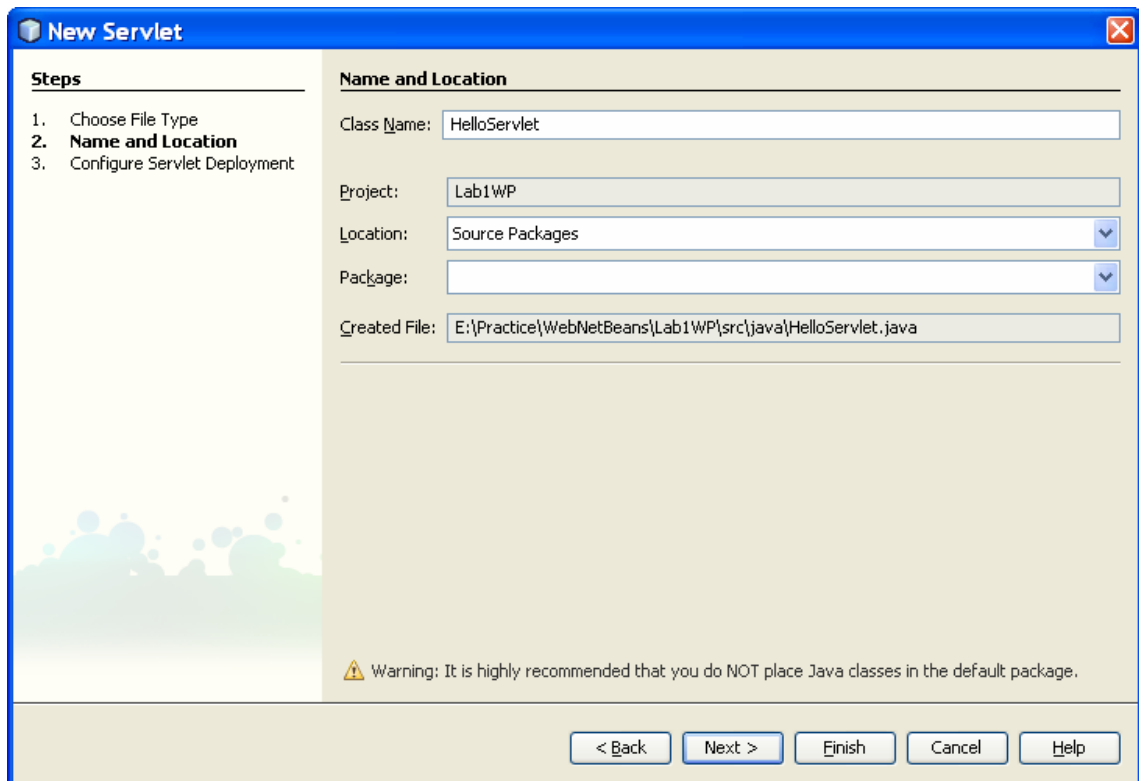 New Servlet
Steps
1. Choose File Type
2. Name and Location
3. Configure Servlet Deployment
Name and Location
Class Name: HelloServlet
Project: Lab1WP
Location: Source Packages
Package:
Created File: E:\Practice\WebNetBeans\Lab1WP\src\java\HelloServlet.java
Warning: It is highly recommended that you do NOT place Java classes in the default package.
< Back Next > Finish Cancel Help